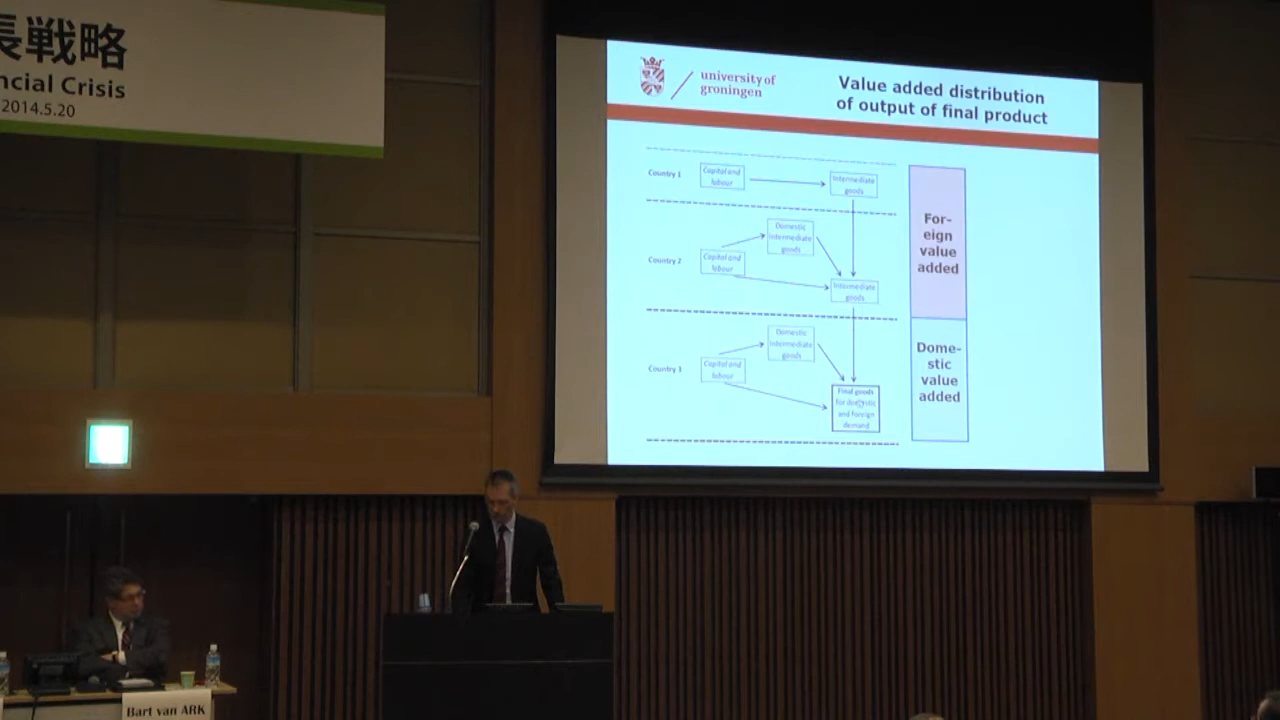 長戦略
ncial Crisis
2014.5.20
university of
groningen
Value added distribution
of output of final product
Country 1
Capital and
labour
Intermediate
goods
Country 2
Capital and
labour
Domestic
intermediate
goods
Intermediate
goods
Country 3
Capital and
labour
Domestic
intermediate
goods
Final goods
For domestic
and foreign
demand
For-
eign
value
added
Dome-
stic
value
added
Bart van ARK